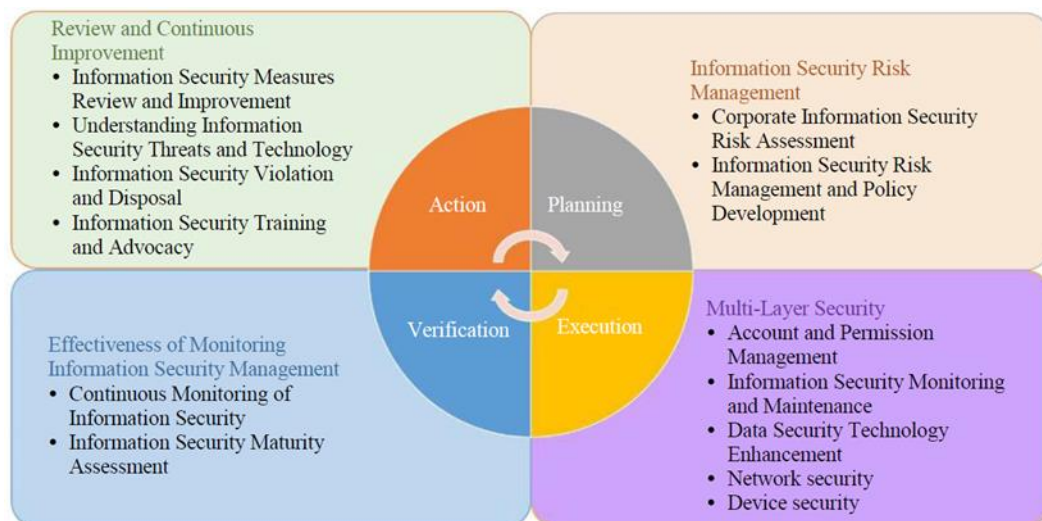 Review and Continuous
Improvement
• Information Security Measures
Review and Improvement
• Understanding Information
Security Threats and Technology
• Information Security Violation
and Disposal
• Information Security Training
and Advocacy
Information Security Risk
Management
• Corporate Information Security
Risk Assessment
• Information Security Risk
Management and Policy
Development
Action
Planning
Verification
Execution
Effectiveness of Monitoring
Information Security Management
• Continuous Monitoring of
Information Security
• Information Security Maturity
Assessment
Multi-Layer Security
• Account and Permission
Management
• Information Security Monitoring
and Maintenance
• Data Security Technology
Enhancement
• Network security
• Device security